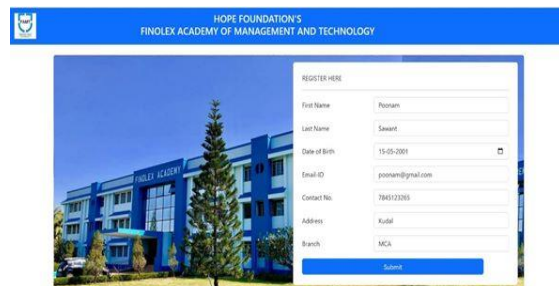 HOPE FOUNDATION'S
FINOLEX ACADEMY OF MANAGEMENT AND TECHNOLOGY
FINOLEX ACADEMY
REGISTER HERE
First Name Poonam
Last Name Sawant
Date of Birth 15-05-2001
Email-ID poonam@gmail.com
Contact No. 7845123265
Address Kudal
Branch MCA
Submit